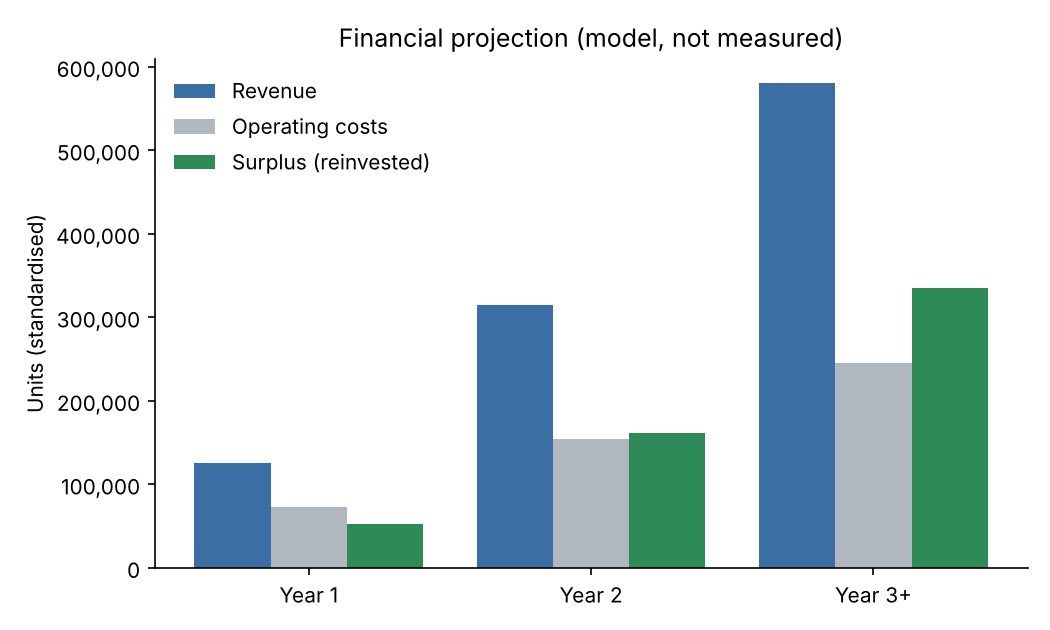 Financial projection (model, not measured)
600,000
500,000
400,000
300,000
200,000
100,000
0
Units (standardised)
Revenue
Operating costs
Surplus (reinvested)
Year 1
Year 2
Year 3+